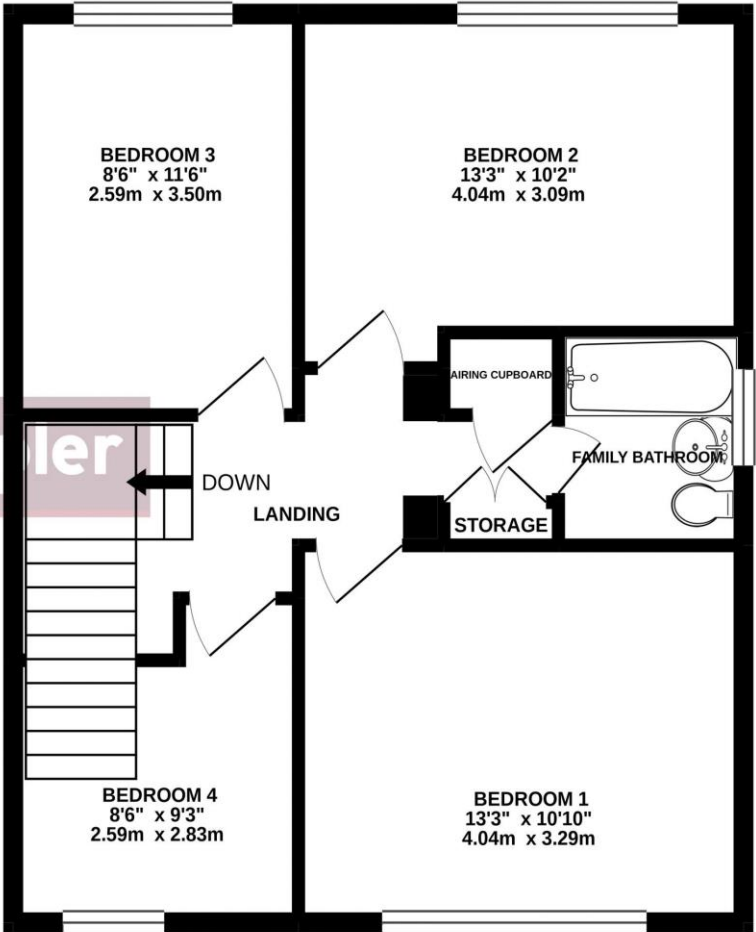 BEDROOM 3
8'6" x 11'6"
2.59m x 3.50m
BEDROOM 2
13'3" x 10'2"
4.04m x 3.09m
AIRING CUPBOARD
FAMILY BATHROOM
DOWN
LANDING
STORAGE
BEDROOM 4
8'6" x 9'3"
2.59m x 2.83m
BEDROOM 1
13'3" x 10'10"
4.04m x 3.29m